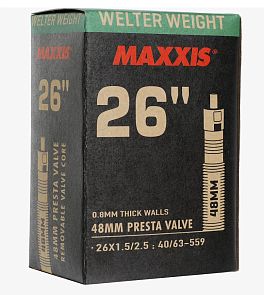 WELTER WEIGHT
MAXXIS®
26"
48MM
0.8MM THICK WALLS
48MM PRESTA VALVE
• 26X1.5/2.5 : 40/63-559
48MM PRESTA VALVE
REMOVABLE VALVE CORE